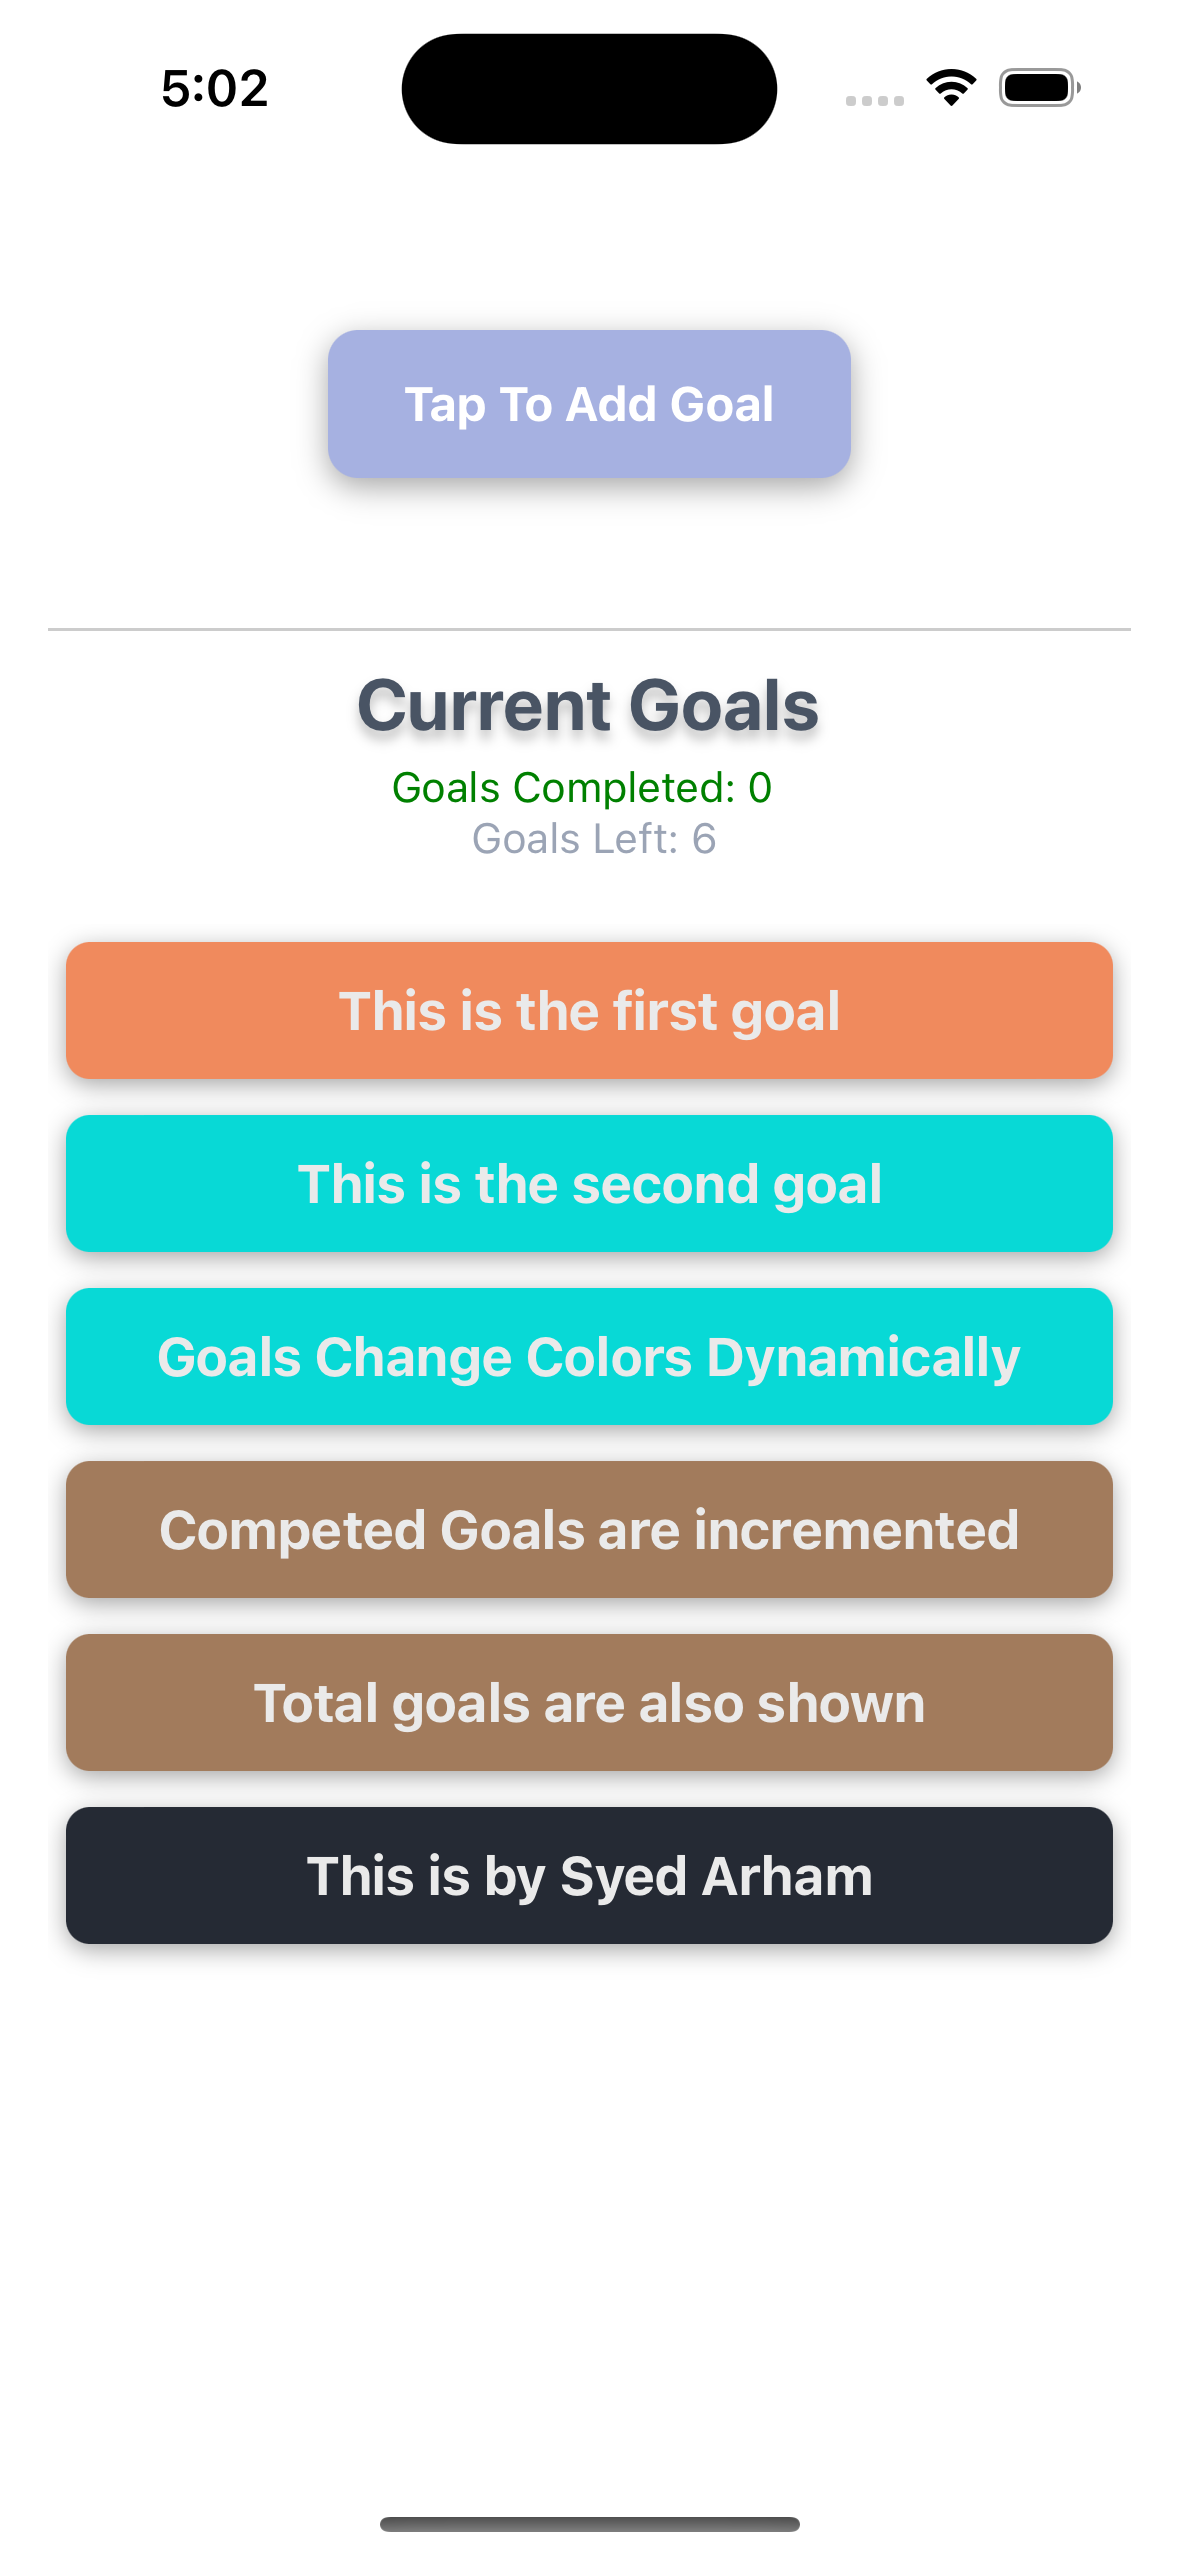 5:02
Tap To Add Goal
Current Goals
Goals Completed: 0
Goals Left: 6
This is the first goal
This is the second goal
Goals Change Colors Dynamically
Competed Goals are incremented
Total goals are also shown
This is by Syed Arham